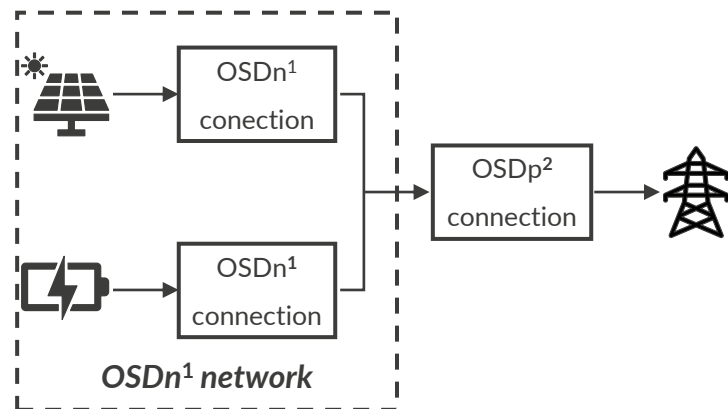 OSDn¹
conection
OSDp²
connection
OSDn¹
connection
OSDn¹ network